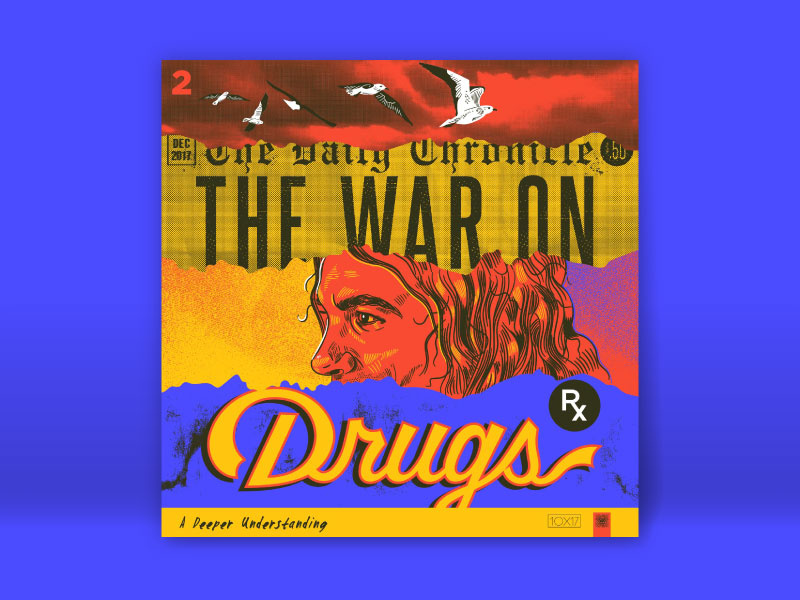 2
DEC
2017
The Daily Chronicle
.50
THE WAR ON
Rx
Drugs
A Deeper Understanding
10X17